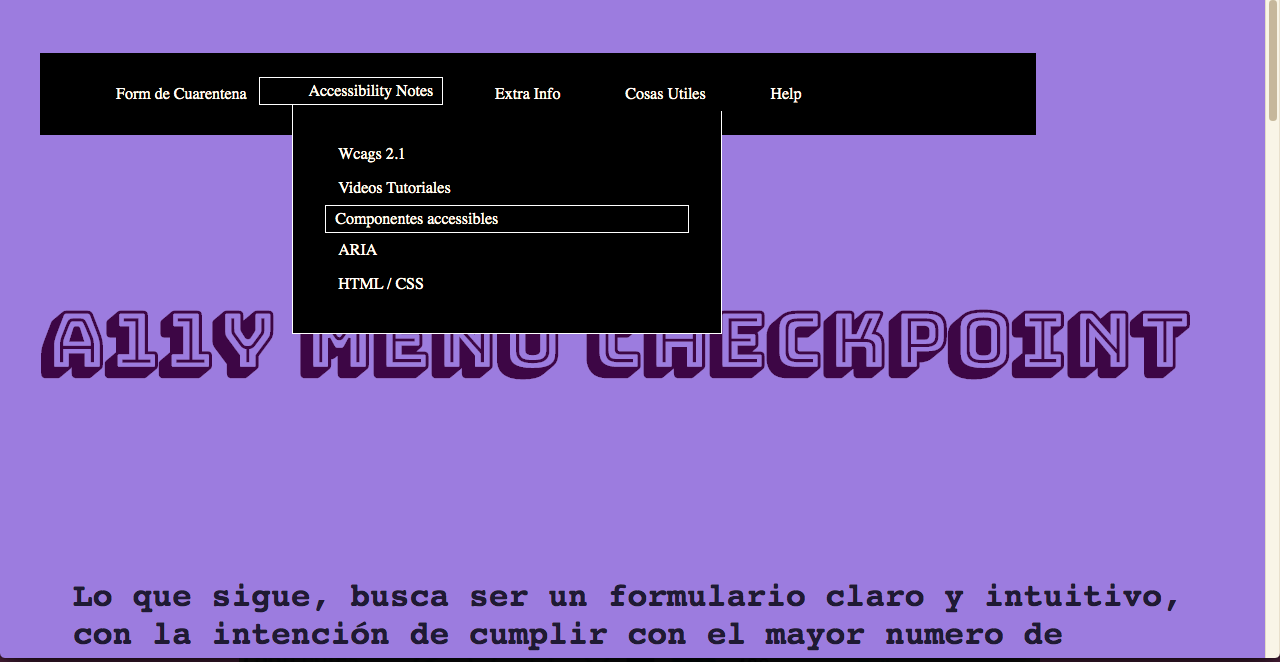 Form de Cuarentena Accessibility Notes Extra Info Cosas Utiles Help
Wcags 2.1
Videos Tutoriales
Componentes accessibles
ARIA
HTML / CSS
A11Y MENU CHECKPOINT
Lo que sigue, busca ser un formulario claro y intuitivo,
con la intención de cumplir con el mayor numero de